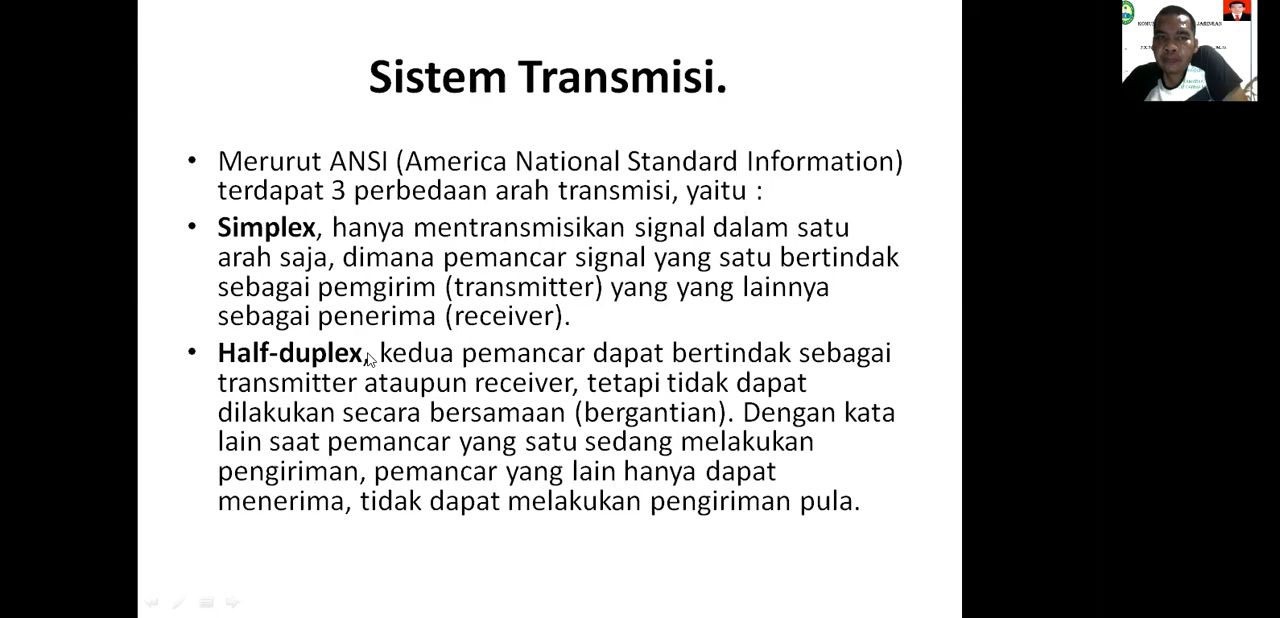 Sistem Transmisi.
• Merurut ANSI (America National Standard Information)
terdapat 3 perbedaan arah transmisi, yaitu :
• Simplex, hanya mentransmisikan signal dalam satu
arah saja, dimana pemancar signal yang satu bertindak
sebagai pemgirim (transmitter) yang yang lainnya
sebagai penerima (receiver).
• Half-duplex, kedua pemancar dapat bertindak sebagai
transmitter ataupun receiver, tetapi tidak dapat
dilakukan secara bersamaan (bergantian). Dengan kata
lain saat pemancar yang satu sedang melakukan
pengiriman, pemancar yang lain hanya dapat
menerima, tidak dapat melakukan pengiriman pula.